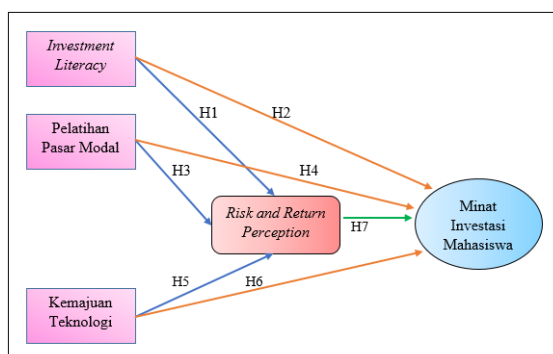 Investment
Literacy
H1
H2
Pelatihan
Pasar Modal
H3
H4
Risk and Return
Perception
H7
Minat
Investasi
Mahasiswa
H5
H6
Kemajuan
Teknologi